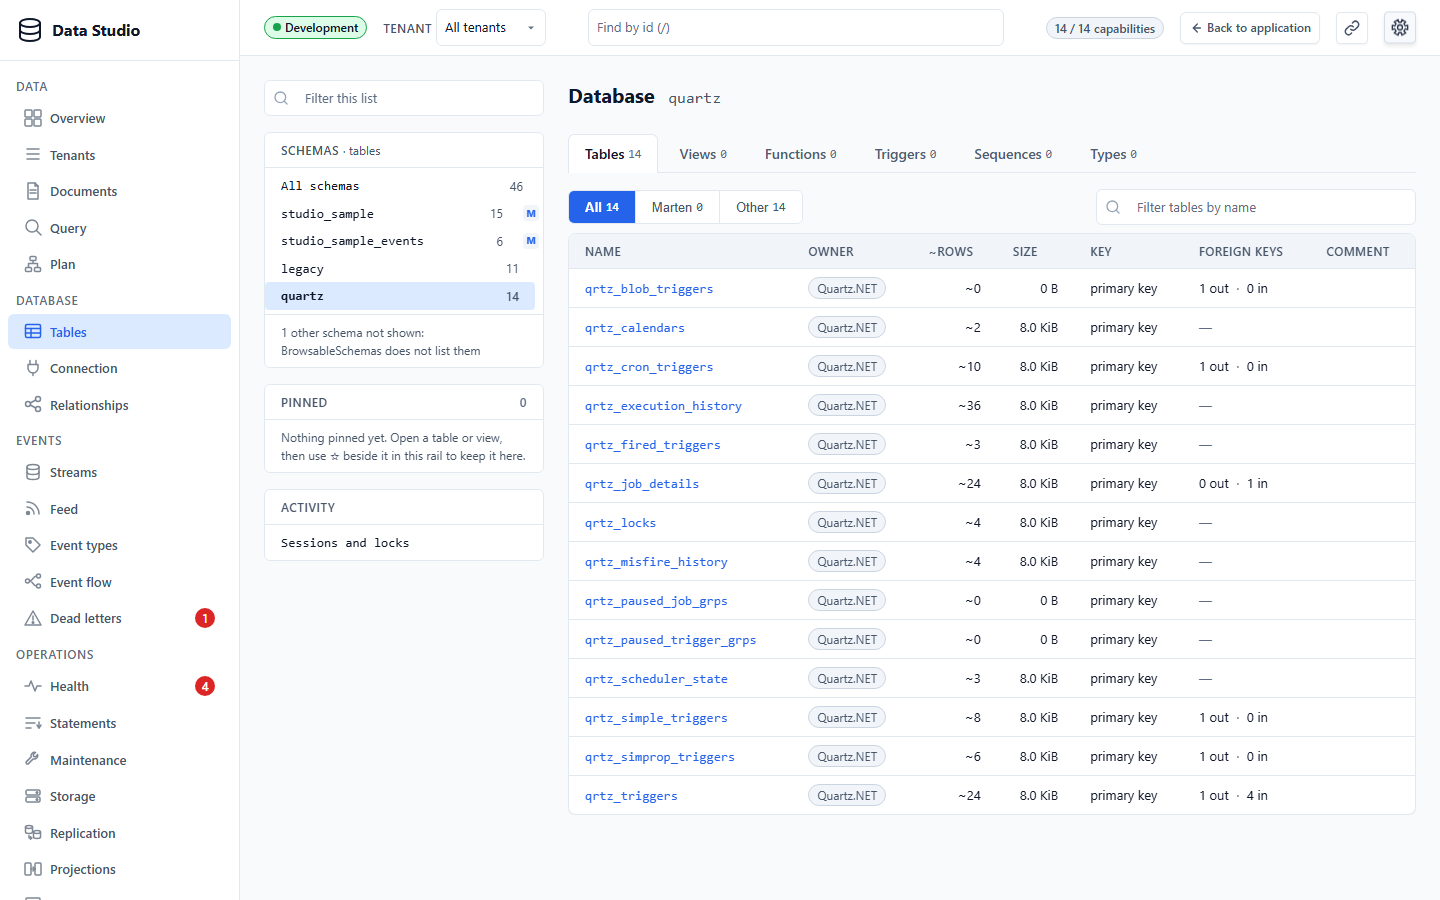 Data Studio
DATA
Overview
Tenants
Documents
Query
Plan
DATABASE
Tables
Connection
Relationships
EVENTS
Streams
Feed
Event types
Event flow
Dead letters 1
OPERATIONS
Health 4
Statements
Maintenance
Storage
Replication
Projections
Development TENANT All tenants Find by id (/) 14 / 14 capabilities ← Back to application
Filter this list
SCHEMAS · tables
All schemas 46
studio_sample 15 M
studio_sample_events 6 M
legacy 11
quartz 14
1 other schema not shown:
BrowsableSchemas does not list them
PINNED 0
Nothing pinned yet. Open a table or view,
then use ☆ beside it in this rail to keep it here.
ACTIVITY
Sessions and locks
Database quartz
Tables 14 Views 0 Functions 0 Triggers 0 Sequences 0 Types 0
All 14 Marten 0 Other 14 Filter tables by name
NAME OWNER ~ROWS SIZE KEY FOREIGN KEYS COMMENT
qrtz_blob_triggers Quartz.NET ~0 0 B primary key 1 out · 0 in
qrtz_calendars Quartz.NET ~2 8.0 KiB primary key —
qrtz_cron_triggers Quartz.NET ~10 8.0 KiB primary key 1 out · 0 in
qrtz_execution_history Quartz.NET ~36 8.0 KiB primary key —
qrtz_fired_triggers Quartz.NET ~3 8.0 KiB primary key —
qrtz_job_details Quartz.NET ~24 8.0 KiB primary key 0 out · 1 in
qrtz_locks Quartz.NET ~4 8.0 KiB primary key —
qrtz_misfire_history Quartz.NET ~4 8.0 KiB primary key —
qrtz_paused_job_grps Quartz.NET ~0 0 B primary key —
qrtz_paused_trigger_grps Quartz.NET ~0 0 B primary key —
qrtz_scheduler_state Quartz.NET ~3 8.0 KiB primary key —
qrtz_simple_triggers Quartz.NET ~8 8.0 KiB primary key 1 out · 0 in
qrtz_simprop_triggers Quartz.NET ~6 8.0 KiB primary key 1 out · 0 in
qrtz_triggers Quartz.NET ~24 8.0 KiB primary key 1 out · 4 in